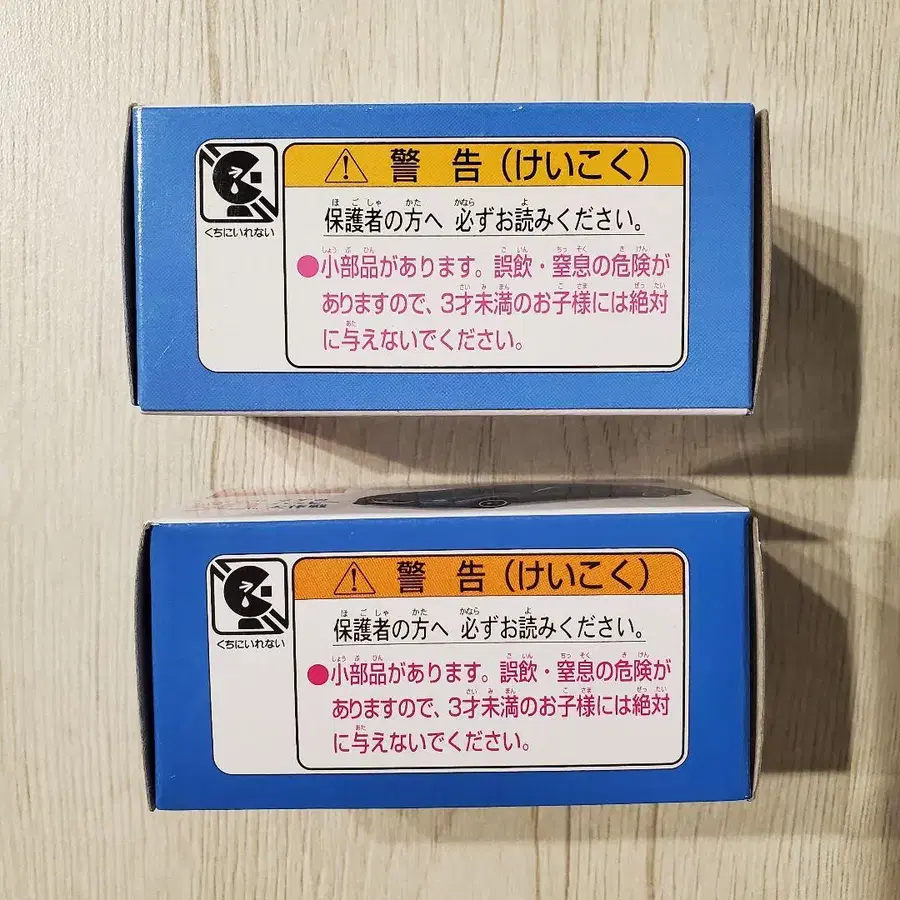 警告(けいこく)
くちにいれない
保護者の方へ 必ずお読みください。
●小部品があります。誤飲・窒息の危険が
ありますので、3才未満のお子様には絶対
に与えないでください。
警告(けいこく)
くちにいれない
保護者の方へ 必ずお読みください。
●小部品があります。誤飲・窒息の危険が
ありますので、3才未満のお子様には絶対
に与えないでください。